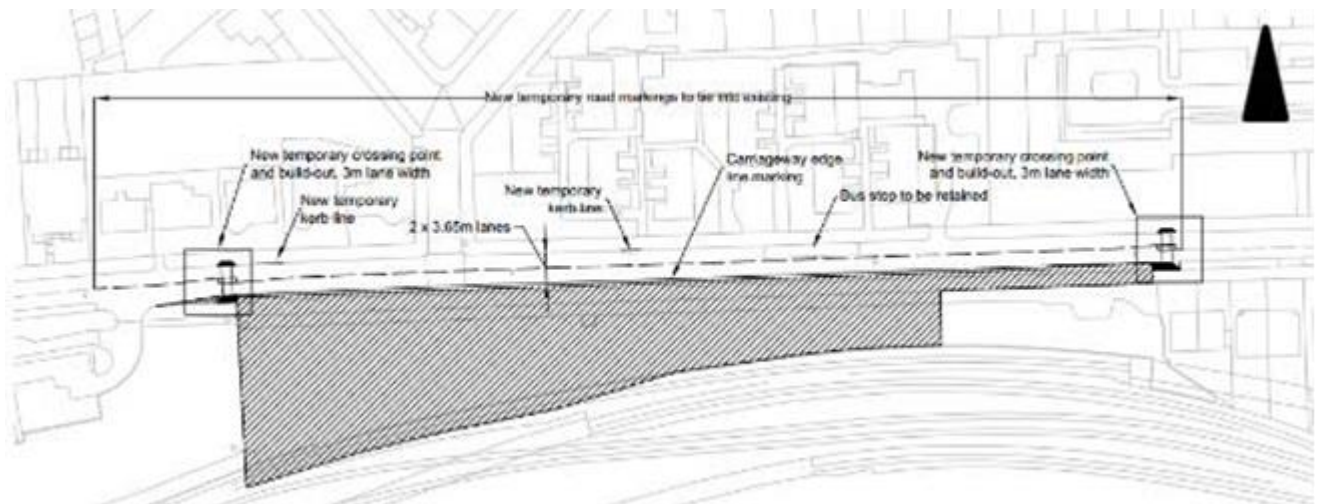 New temporary road markings to tie into existing
New temporary crossing point
and build-out, 3m lane width
New temporary
kerb line
2 x 3.65m lanes
New temporary
kerb line
Carriageway edge
line marking
Bus stop to be retained
New temporary crossing point
and build-out, 3m lane width